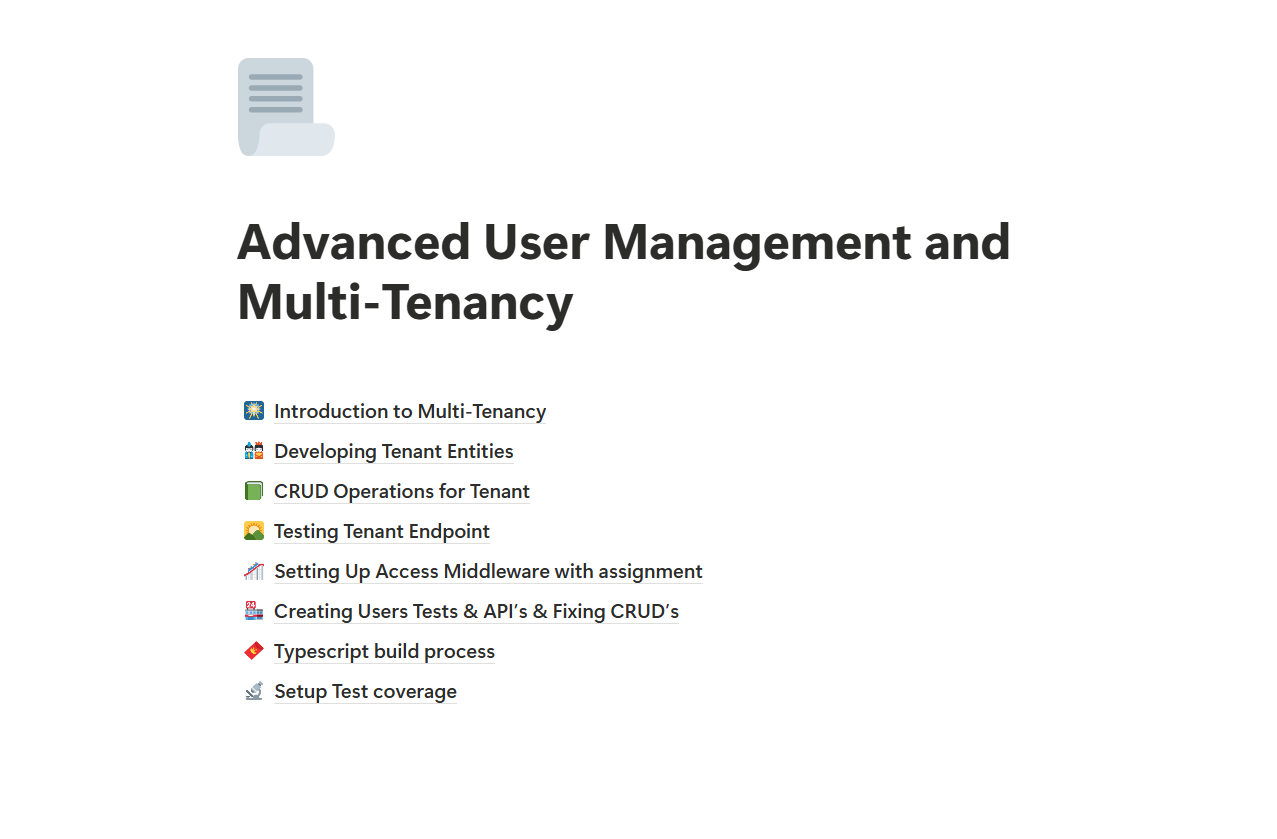 Advanced User Management and
Multi-Tenancy
Introduction to Multi-Tenancy
Developing Tenant Entities
CRUD Operations for Tenant
Testing Tenant Endpoint
Setting Up Access Middleware with assignment
Creating Users Tests & API’s & Fixing CRUD’s
Typescript build process
Setup Test coverage